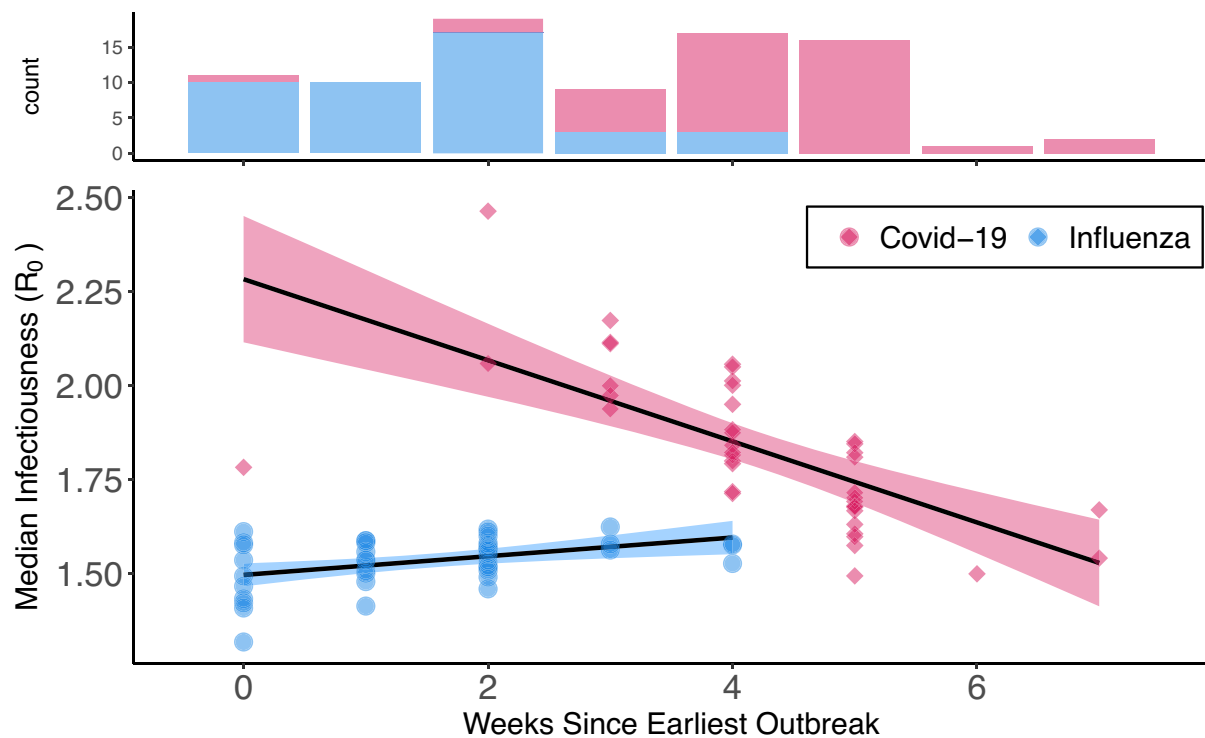 count
15
10
5
0
Median Infectiousness (R₀ )
2.50
2.25
2.00
1.75
1.50
Covid−19
Influenza
0 2 4 6
Weeks Since Earliest Outbreak